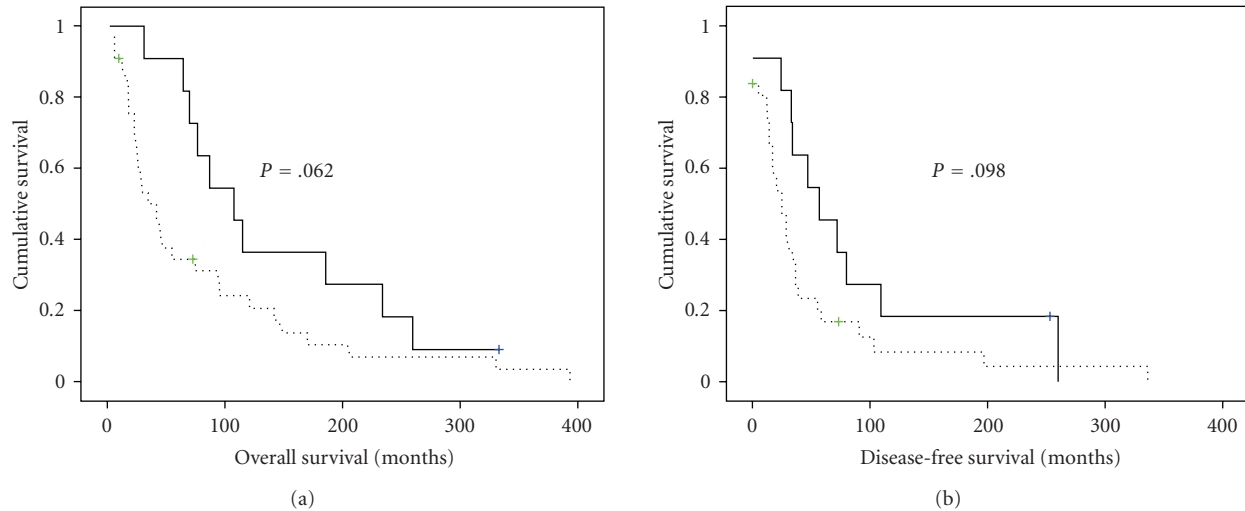 1
0.8
0.6
0.4
0.2
0
Cumulative survival
P = .062
0 100 200 300 400
Overall survival (months)
(a)
1
0.8
0.6
0.4
0.2
0
Cumulative survival
P = .098
0 100 200 300 400
Disease-free survival (months)
(b)